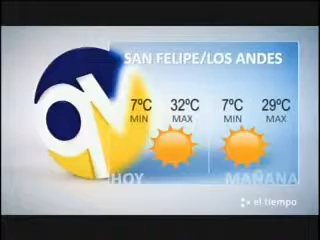 SAN FELIPE/LOS ANDES
7ºC 32ºC 7ºC 29ºC
MIN MAX MIN MAX
HOY MAÑANA
el tiempo